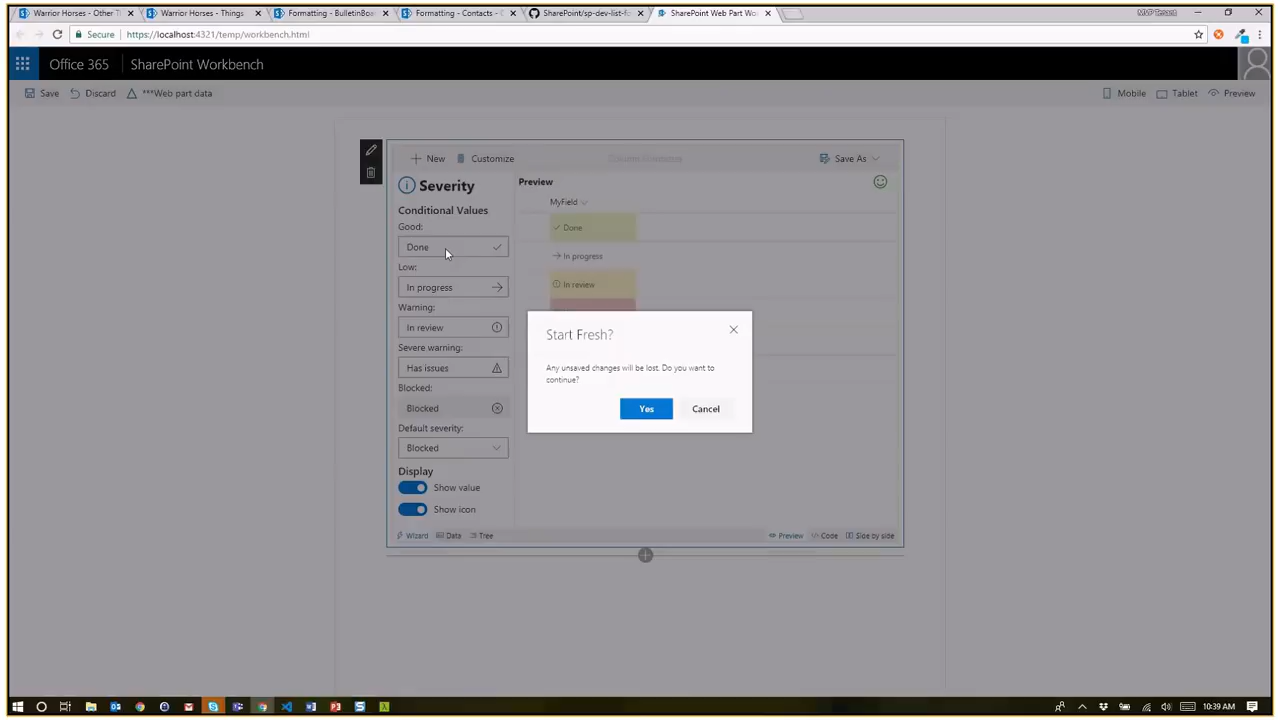 Warrior Horses - Other T
Warrior Horses - Things
Formatting - BulletinBoa
Formatting - Contacts - C
SharePoint/sp-dev-list-fo
SharePoint Web Part Wo
Secure
https://localhost:4321/temp/workbench.html
Office 365
SharePoint Workbench
Save
Discard
***Web part data
Mobile
Tablet
Preview
New
Customize
Save As
Severity
Preview
Conditional Values
MyField
Good:
Done
Done
In progress
Low:
In progress
In review
Warning:
In review
Start Fresh?
Severe warning:
Any unsaved changes will be lost. Do you want to
continue?
Has issues
Blocked:
Blocked
Yes
Cancel
Default severity:
Blocked
Display
Show value
Show icon
Wizard
Data
Tree
Preview
Code
Side by side
10:39 AM